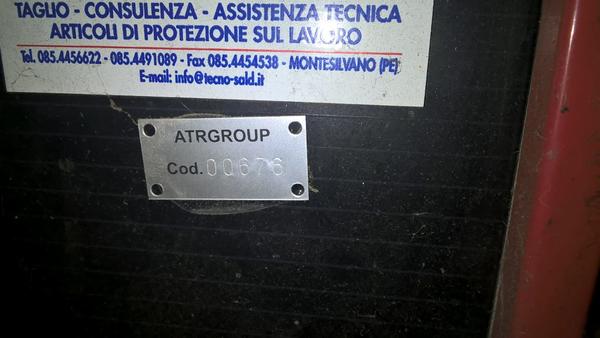 TAGLIO - CONSULENZA - ASSISTENZA TECNICA
ARTICOLI DI PROTEZIONE SUL LAVORO
Tel. 085.4456622 - 085.4491089 - Fax 085.4454538 - MONTESILVANO (PE)
E-mail: info@tecno-sald.it
ATRGROUP
Cod. 00676